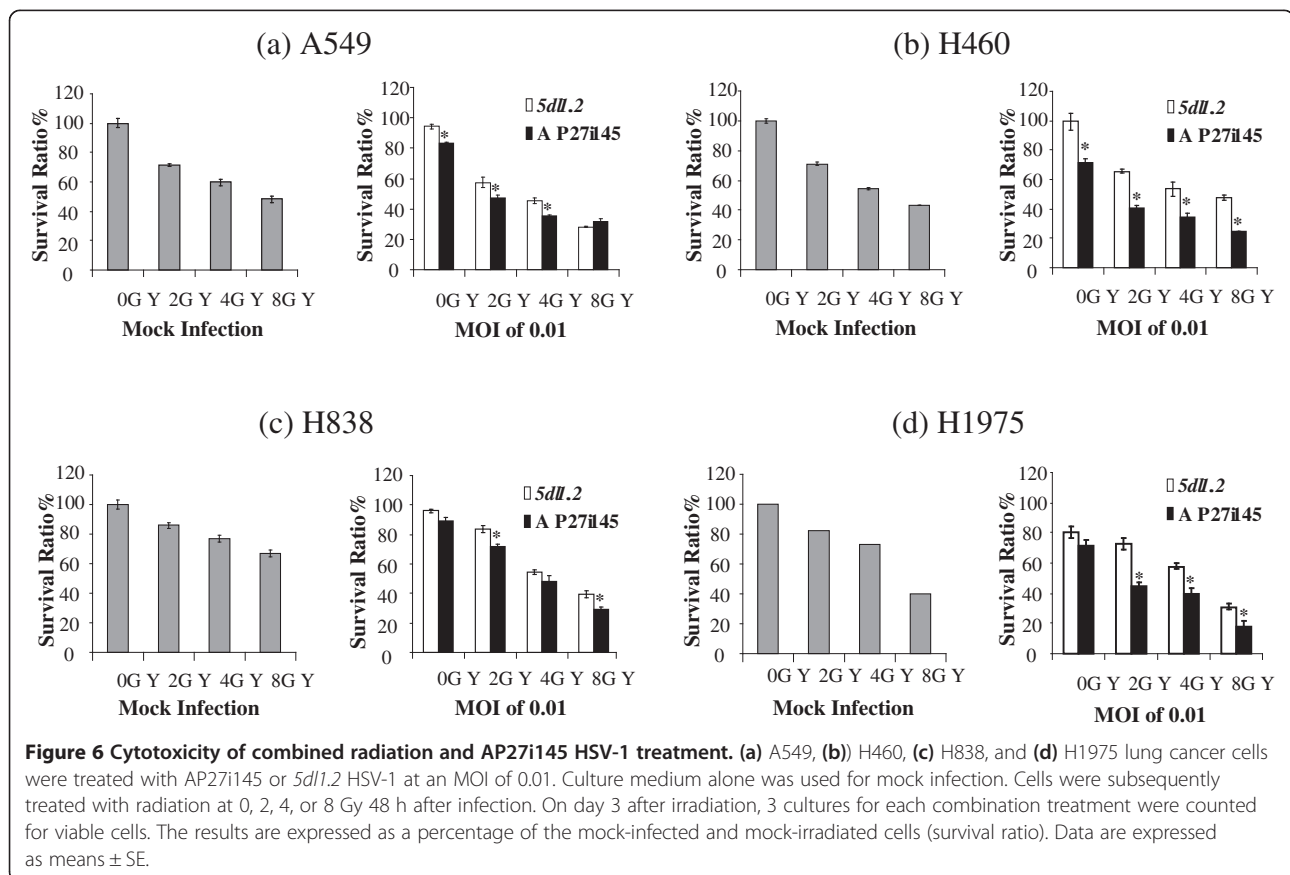 (a) A549
120
100
80
60
40
20
0
Survival Ratio%
0G Y 2G Y 4G Y 8G Y
Mock Infection
120
100
80
60
40
20
0
Survival Ratio%
5dl1.2
A P27i145
* * *
0G Y 2G Y 4G Y 8G Y
MOI of 0.01
(b) H460
120
100
80
60
40
20
0
Survival Ratio%
0G Y 2G Y 4G Y 8G Y
Mock Infection
120
100
80
60
40
20
0
Survival Ratio%
5dl1.2
A P27i145
* * * *
0G Y 2G Y 4G Y 8G Y
MOI of 0.01
(c) H838
120
100
80
60
40
20
0
Survival Ratio%
0G Y 2G Y 4G Y 8G Y
Mock Infection
120
100
80
60
40
20
0
Survival Ratio%
5dl1.2
A P27i145
* *
0G Y 2G Y 4G Y 8G Y
MOI of 0.01
(d) H1975
120
100
80
60
40
20
0
Survival Ratio%
0G Y 2G Y 4G Y 8G Y
Mock Infection
120
100
80
60
40
20
0
Survival Ratio%
5dl1.2
A P27i145
* * *
0G Y 2G Y 4G Y 8G Y
MOI of 0.01
Figure 6 Cytotoxicity of combined radiation and AP27i145 HSV-1 treatment. (a) A549, (b)) H460, (c) H838, and (d) H1975 lung cancer cells
were treated with AP27i145 or 5dl1.2 HSV-1 at an MOI of 0.01. Culture medium alone was used for mock infection. Cells were subsequently
treated with radiation at 0, 2, 4, or 8 Gy 48 h after infection. On day 3 after irradiation, 3 cultures for each combination treatment were counted
for viable cells. The results are expressed as a percentage of the mock-infected and mock-irradiated cells (survival ratio). Data are expressed
as means ± SE.